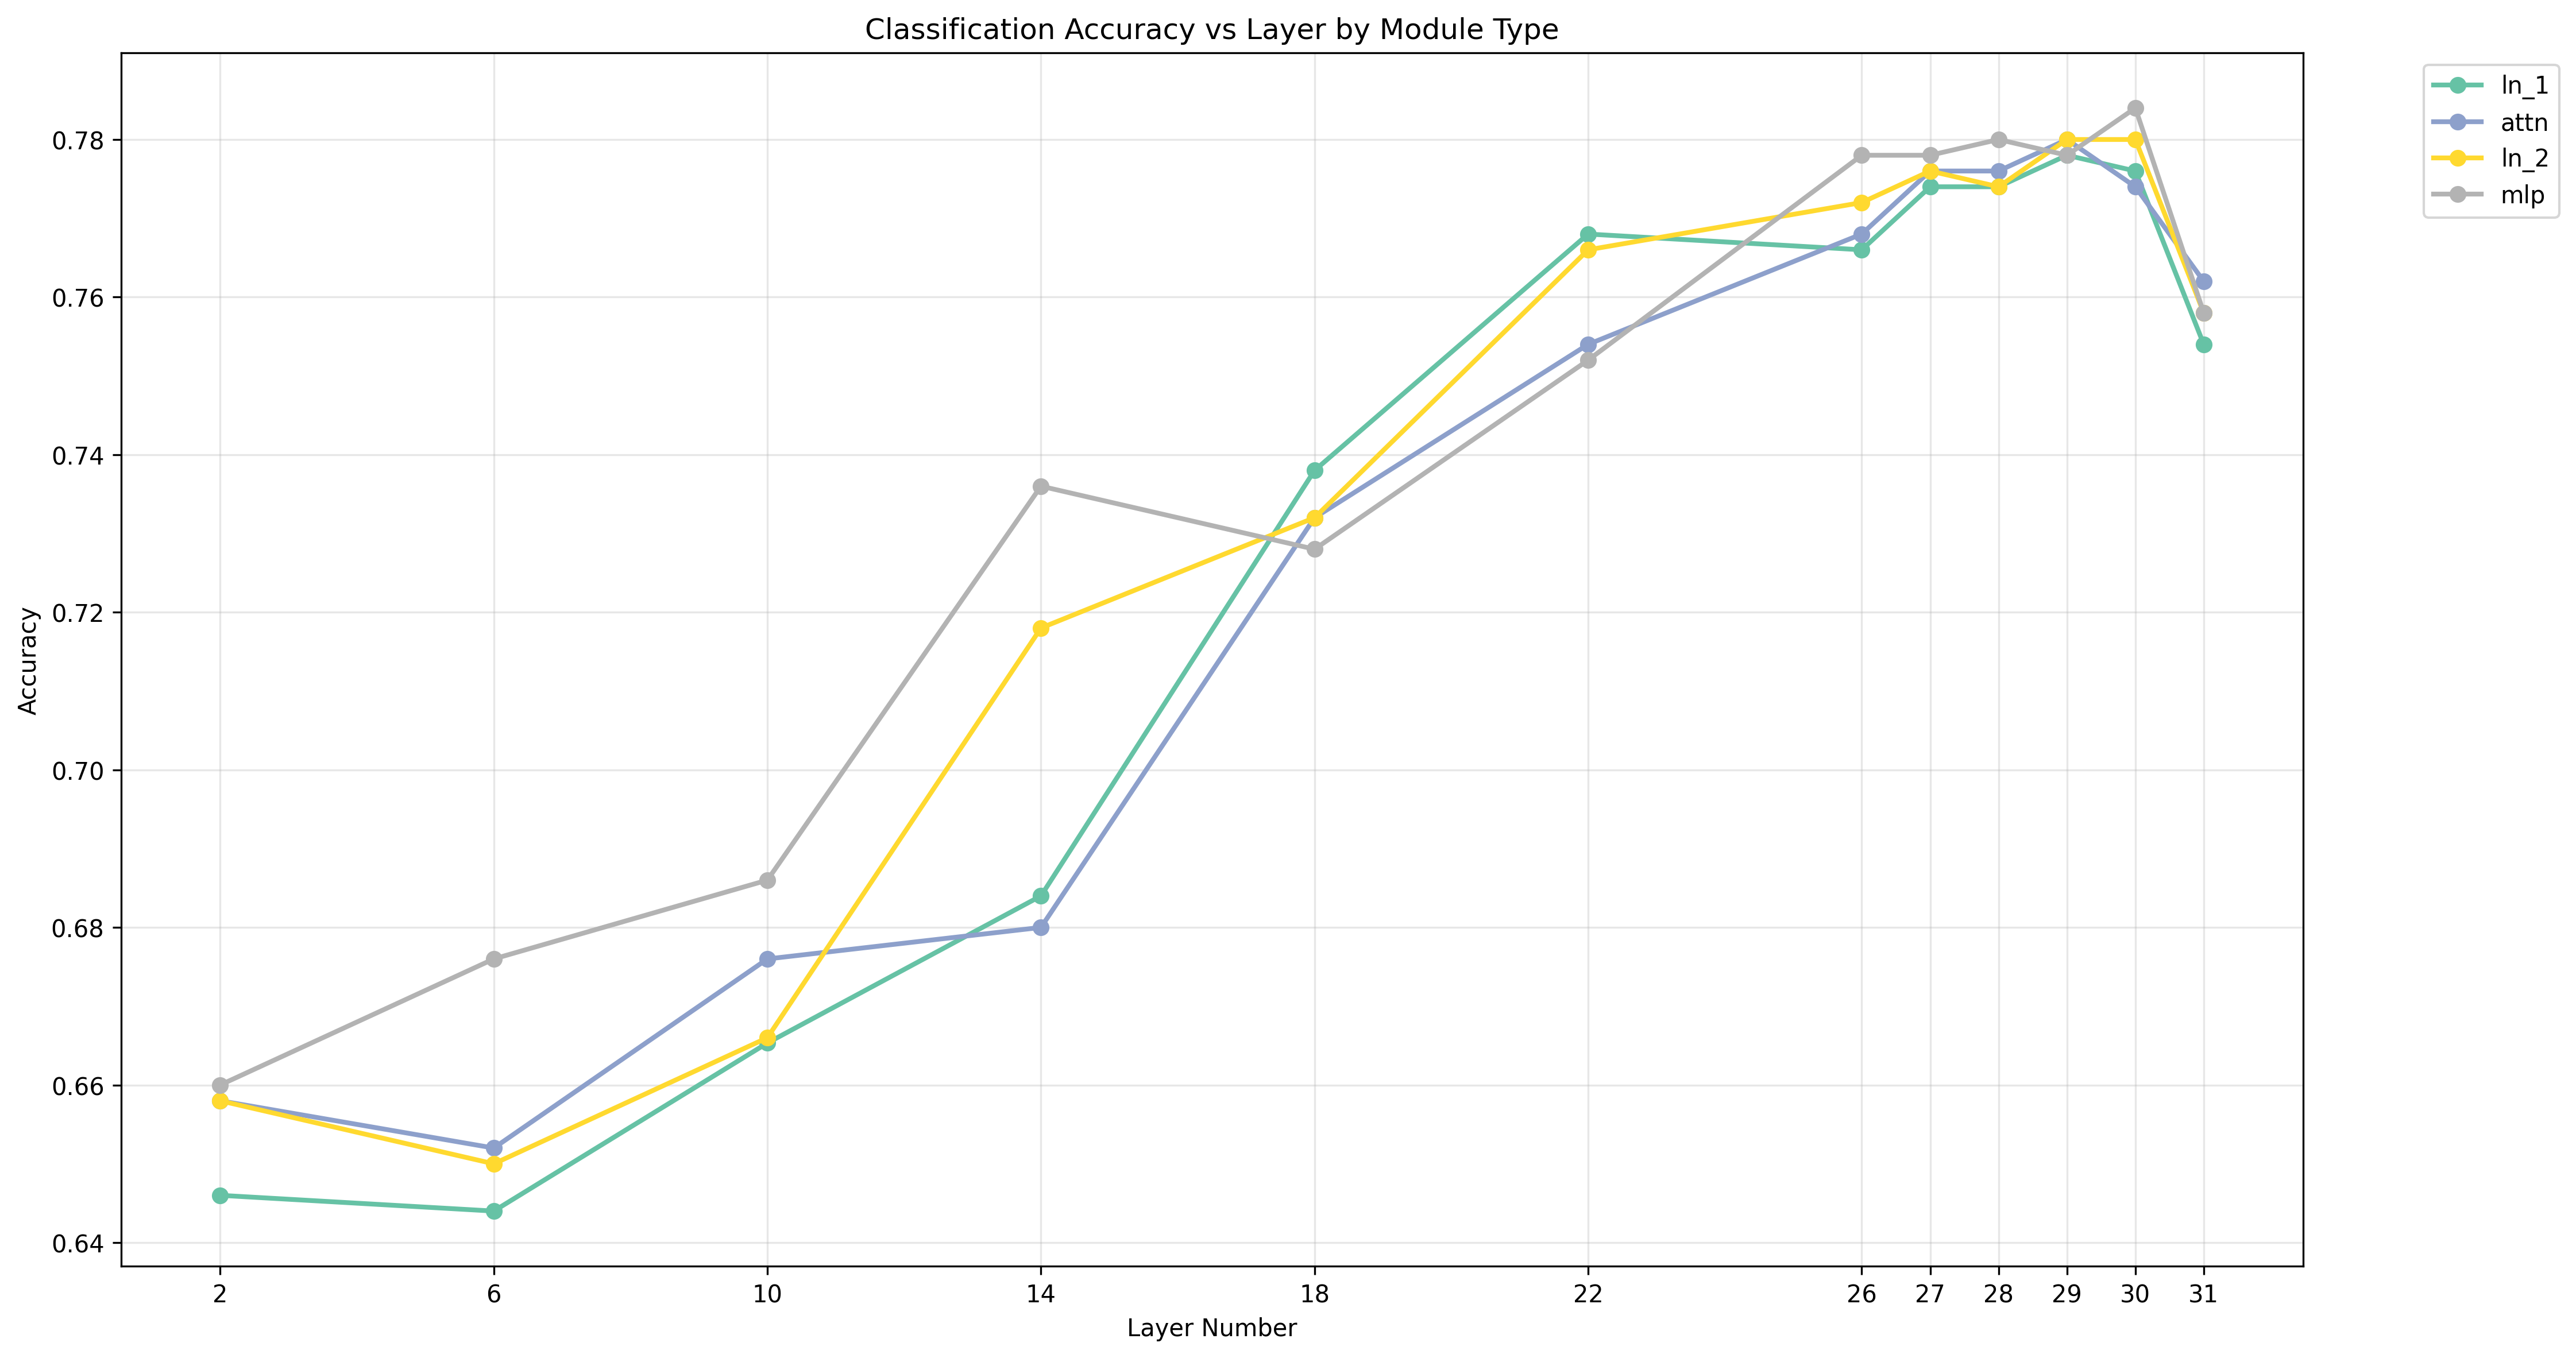 Classification Accuracy vs Layer by Module Type
ln_1
attn
ln_2
mlp
Accuracy
0.78
0.76
0.74
0.72
0.70
0.68
0.66
0.64
2 6 10 14 18 22 26 27 28 29 30 31
Layer Number